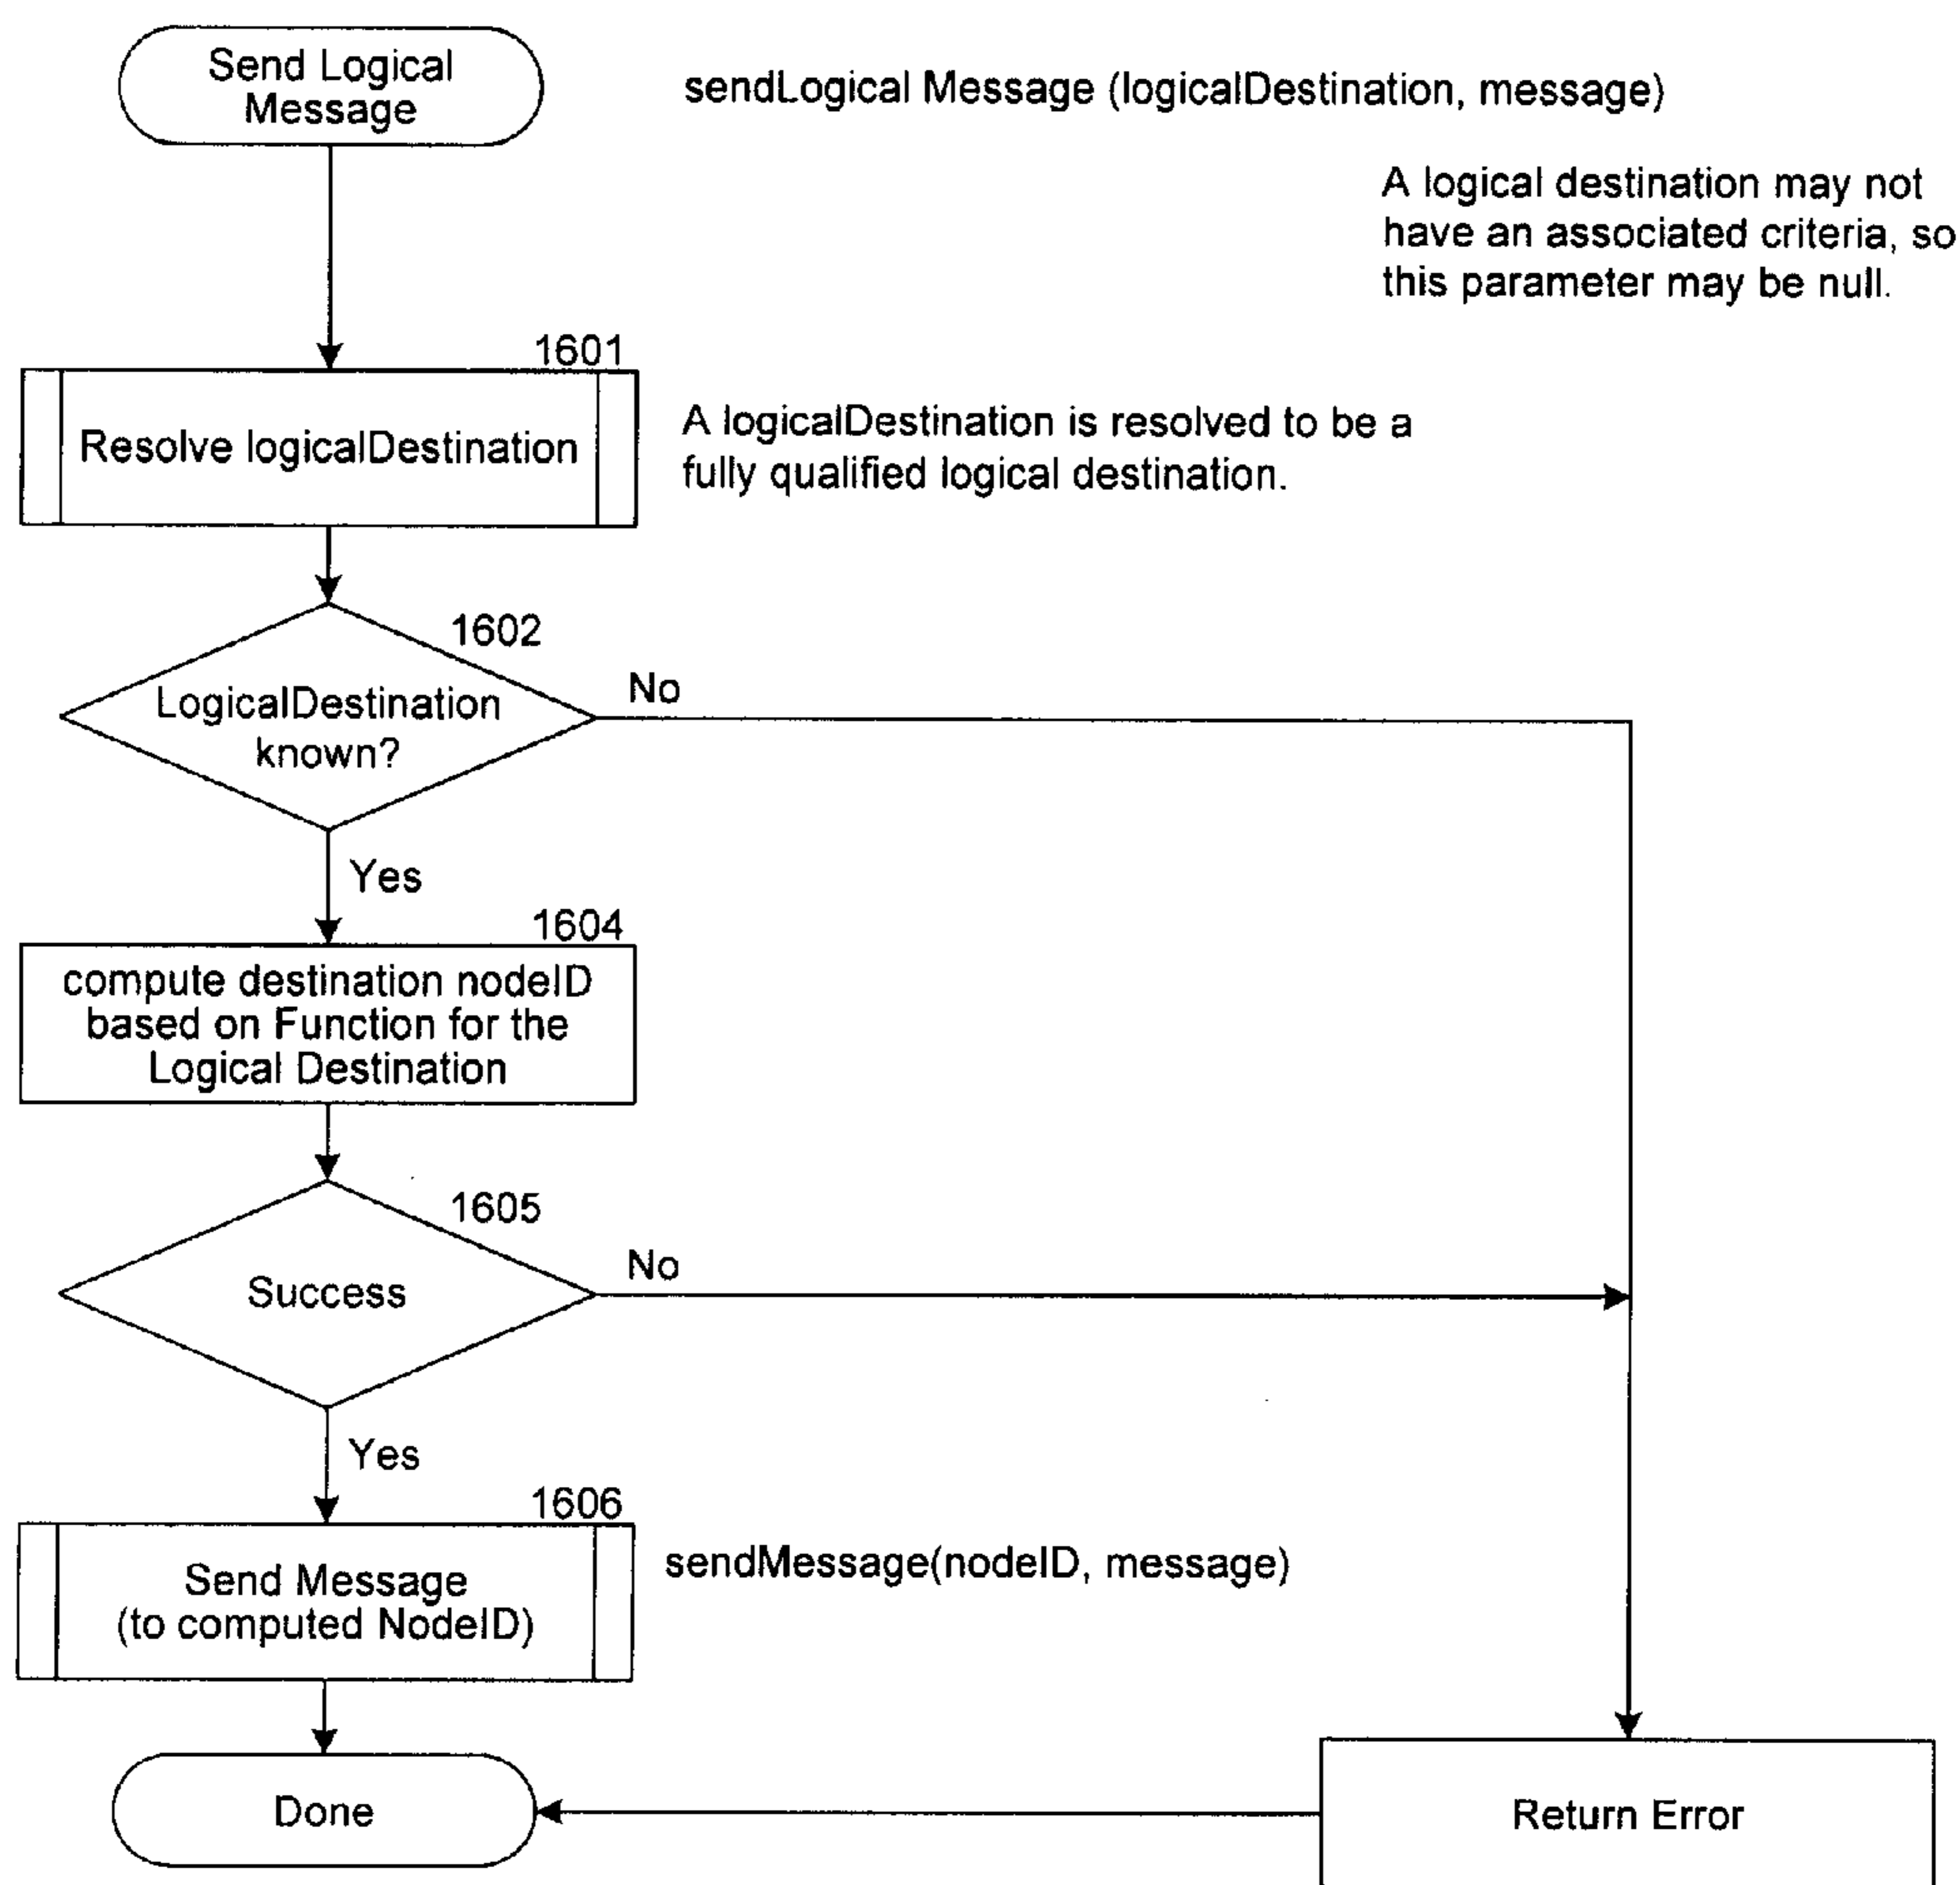 Send Logical
Message
sendLogical Message (logicalDestination, message)
A logical destination may not
have an associated criteria, so
this parameter may be null.
1601
Resolve logicalDestination
A logicalDestination is resolved to be a
fully qualified logical destination.
1602
LogicalDestination
known?
No
Yes
1604
compute destination nodeID
based on Function for the
Logical Destination
1605
Success
No
Yes
1606
Send Message
(to computed NodeID)
sendMessage(nodeID, message)
Done
Return Error